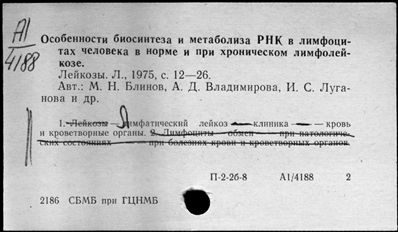 А1/4188
Особенности биосинтеза и метаболиза РНК в лимфоци-
тах человека в норме и при хроническом лимфолей-
козе.
Лейкозы. Л., 1975, с. 12—26.
Авт.: М. Н. Блинов, А. Д. Владимирова, И. С. Луга-
нова и др.
1. Лейкозы — Лимфатический лейкоз — клиника — — кровь
и кроветворные органы. 2. Лимфоциты обмен — при патологиче-
ских состояниях при болезнях крови и кроветворных органов
П-2-26-8 А1/4188 2
2186 СБМБ при ГЦНМБ